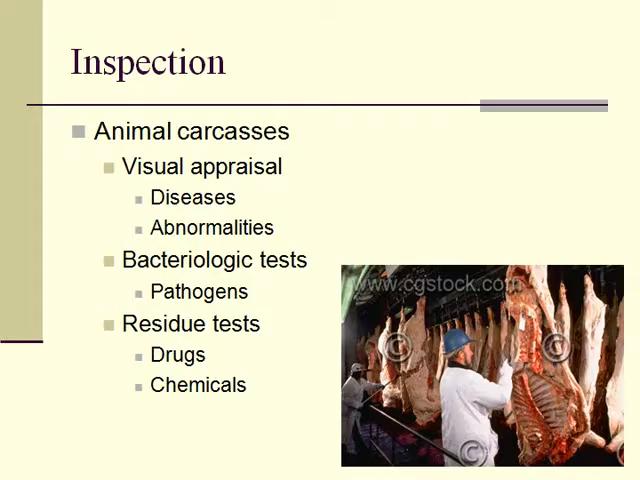 Inspection
Animal carcasses
Visual appraisal
Diseases
Abnormalities
Bacteriologic tests
Pathogens
Residue tests
Drugs
Chemicals
www.cgstock.com
© ©
©